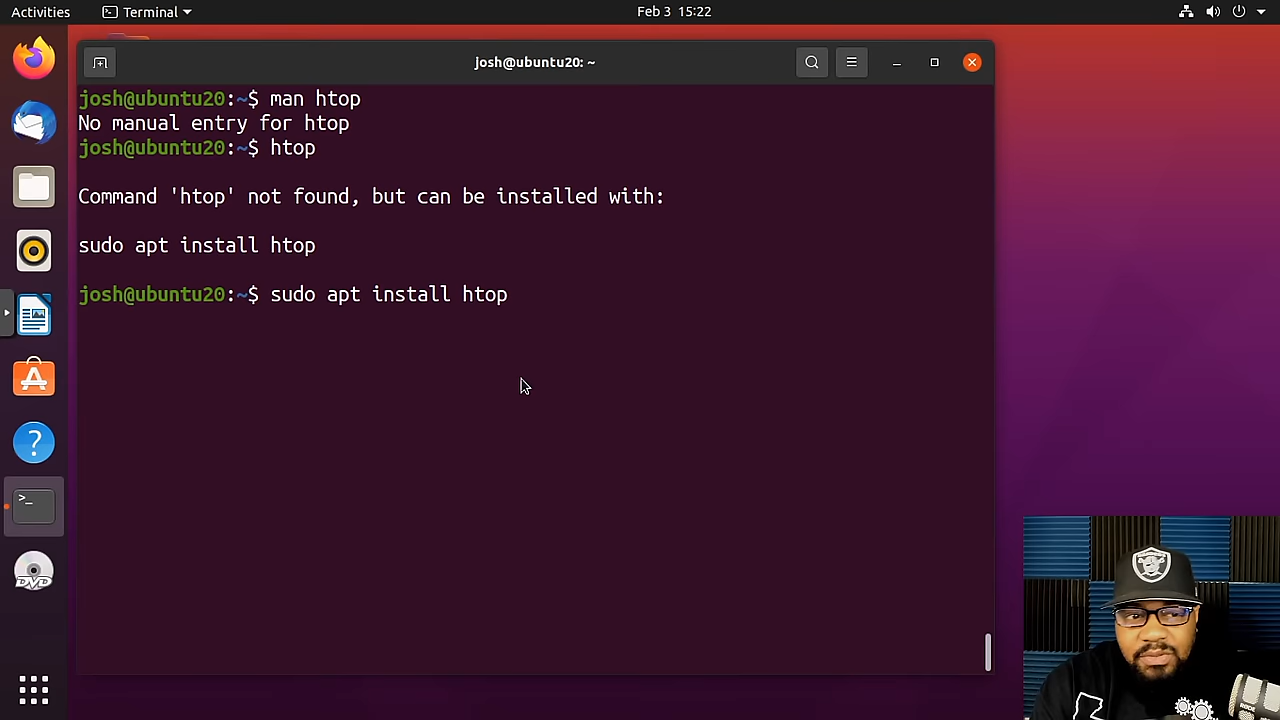 Activities
Terminal
Feb 3 15:22
josh@ubuntu20: ~
josh@ubuntu20:~$ man htop
No manual entry for htop
josh@ubuntu20:~$ htop
Command 'htop' not found, but can be installed with:
sudo apt install htop
josh@ubuntu20:~$ sudo apt install htop
>_
?
DVD